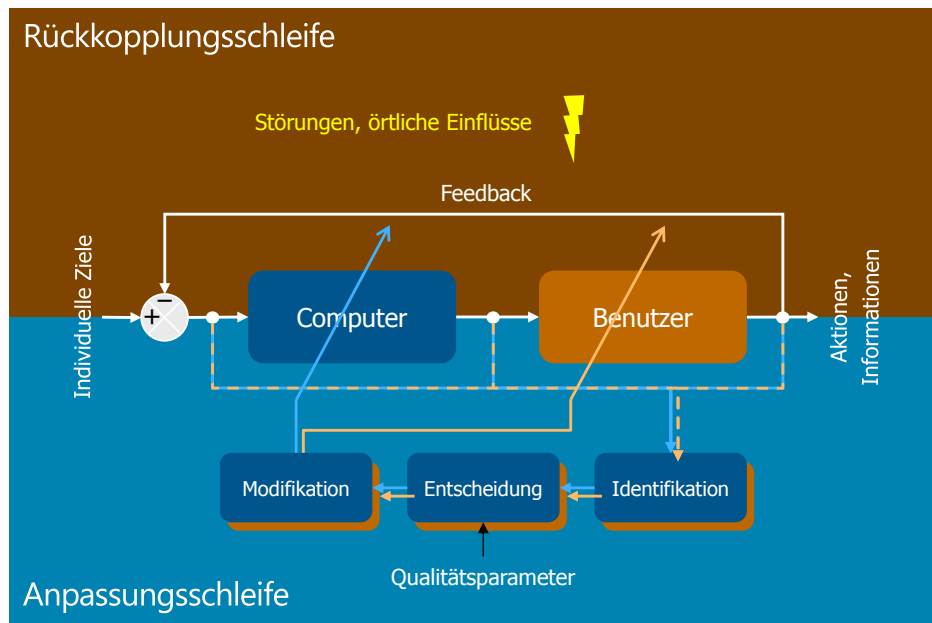 Rückkopplungsschleife
Störungen, örtliche Einflüsse
Feedback
Individuelle Ziele
+
−
Computer
Benutzer
Aktionen,
Informationen
Modifikation
Entscheidung
Identifikation
Qualitätsparameter
Anpassungsschleife